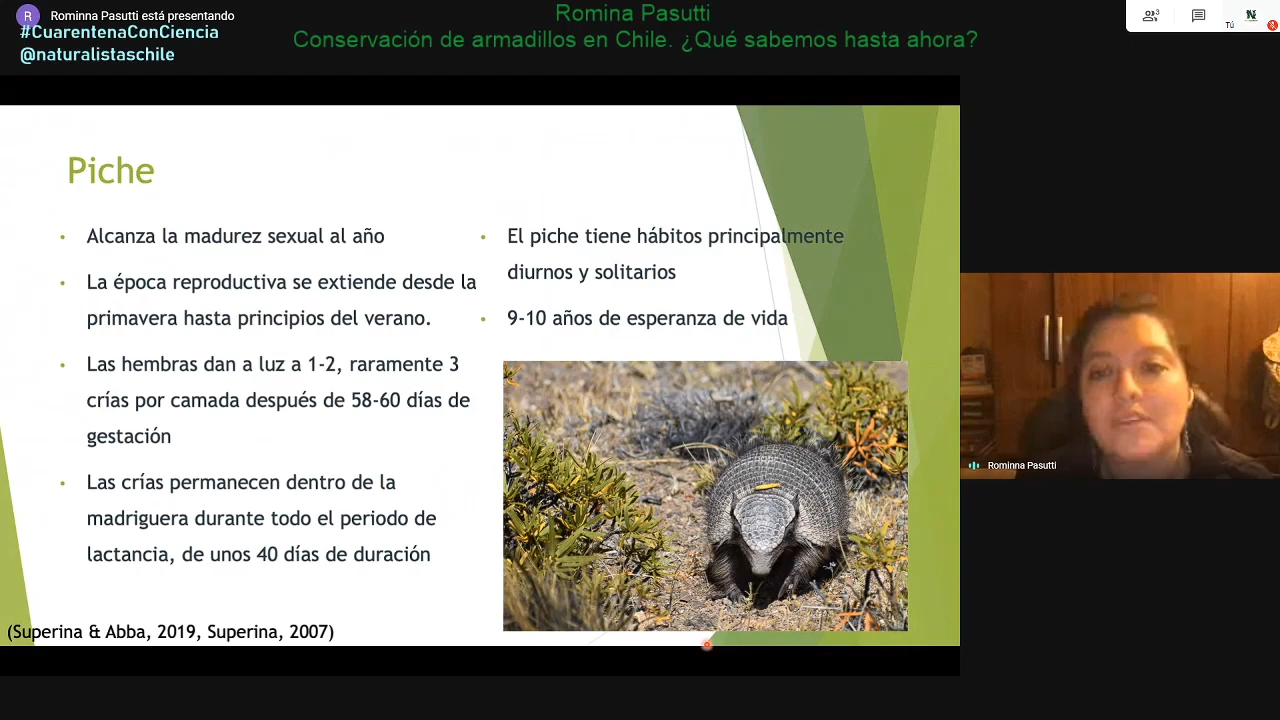 R
Rominna Pasutti está presentando
#CuarentenaConCiencia
@naturalistaschile
Romina Pasutti
Conservación de armadillos en Chile. ¿Qué sabemos hasta ahora?
3
Tú
Piche
• Alcanza la madurez sexual al año
• La época reproductiva se extiende desde la
primavera hasta principios del verano.
• Las hembras dan a luz a 1-2, raramente 3
crías por camada después de 58-60 días de
gestación
• Las crías permanecen dentro de la
madriguera durante todo el periodo de
lactancia, de unos 40 días de duración
• El piche tiene hábitos principalmente
diurnos y solitarios
• 9-10 años de esperanza de vida
(Superina & Abba, 2019, Superina, 2007)
Rominna Pasutti